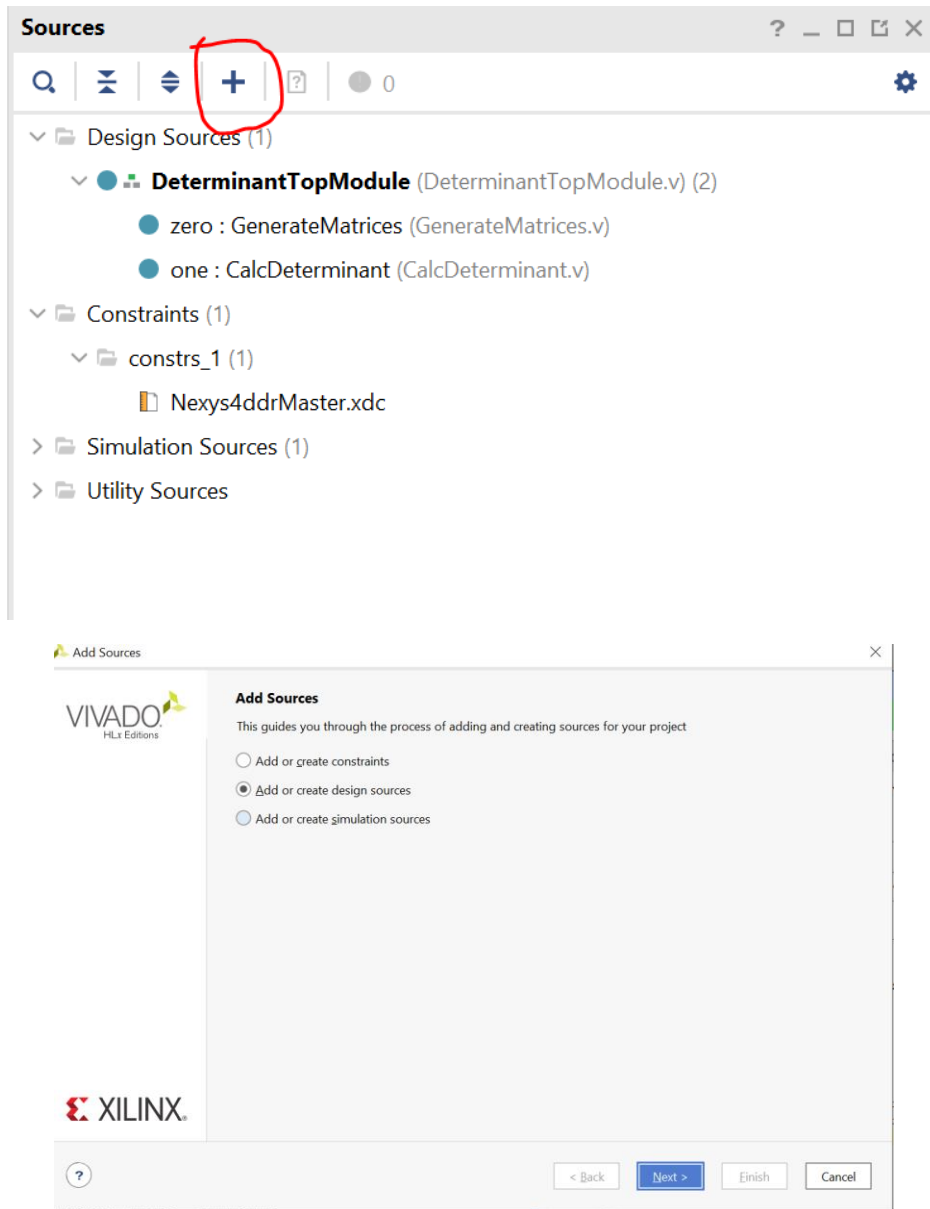 Sources
0
Design Sources (1)
DeterminantTopModule (DeterminantTopModule.v) (2)
zero : GenerateMatrices (GenerateMatrices.v)
one : CalcDeterminant (CalcDeterminant.v)
Constraints (1)
constrs_1 (1)
Nexys4ddrMaster.xdc
Simulation Sources (1)
Utility Sources
Add Sources
VIVADO
HLx Editions
Add Sources
This guides you through the process of adding and creating sources for your project
Add or create constraints
Add or create design sources
Add or create simulation sources
XILINX
< Back
Next >
Finish
Cancel